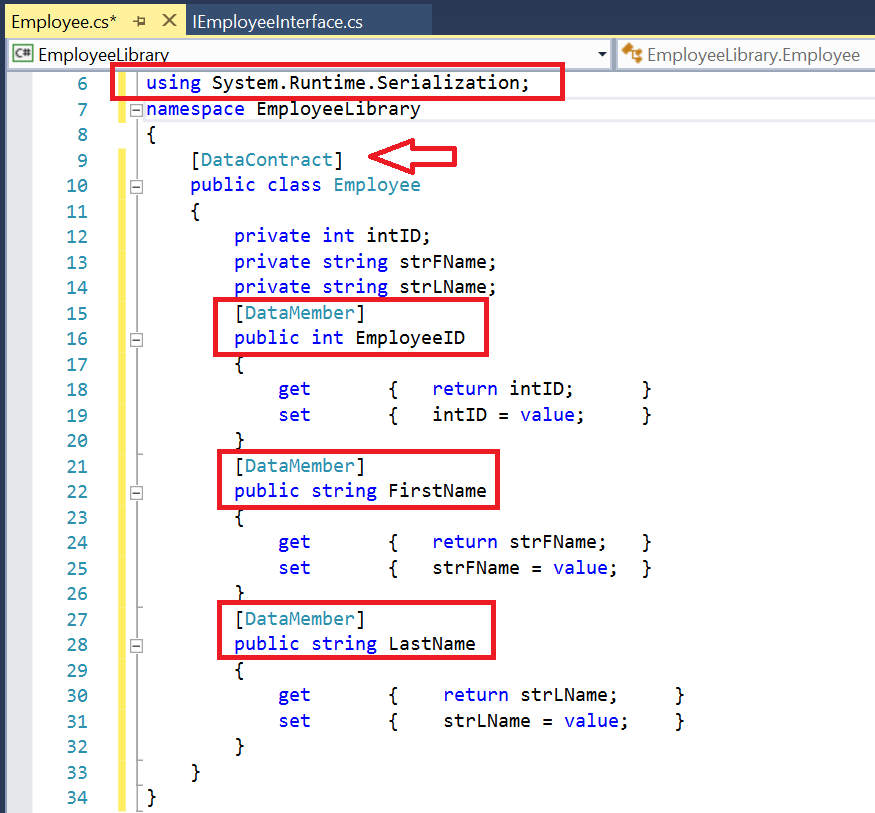 Employee.cs* IEmployeeInterface.cs
C# EmployeeLibrary EmployeeLibrary.Employee
6 using System.Runtime.Serialization;
7 namespace EmployeeLibrary
8 {
9 [DataContract]
10 public class Employee
11 {
12 private int intID;
13 private string strFName;
14 private string strLName;
15 [DataMember]
16 public int EmployeeID
17 {
18 get { return intID; }
19 set { intID = value; }
20 }
21 [DataMember]
22 public string FirstName
23 {
24 get { return strFName; }
25 set { strFName = value; }
26 }
27 [DataMember]
28 public string LastName
29 {
30 get { return strLName; }
31 set { strLName = value; }
32 }
33 }
34 }